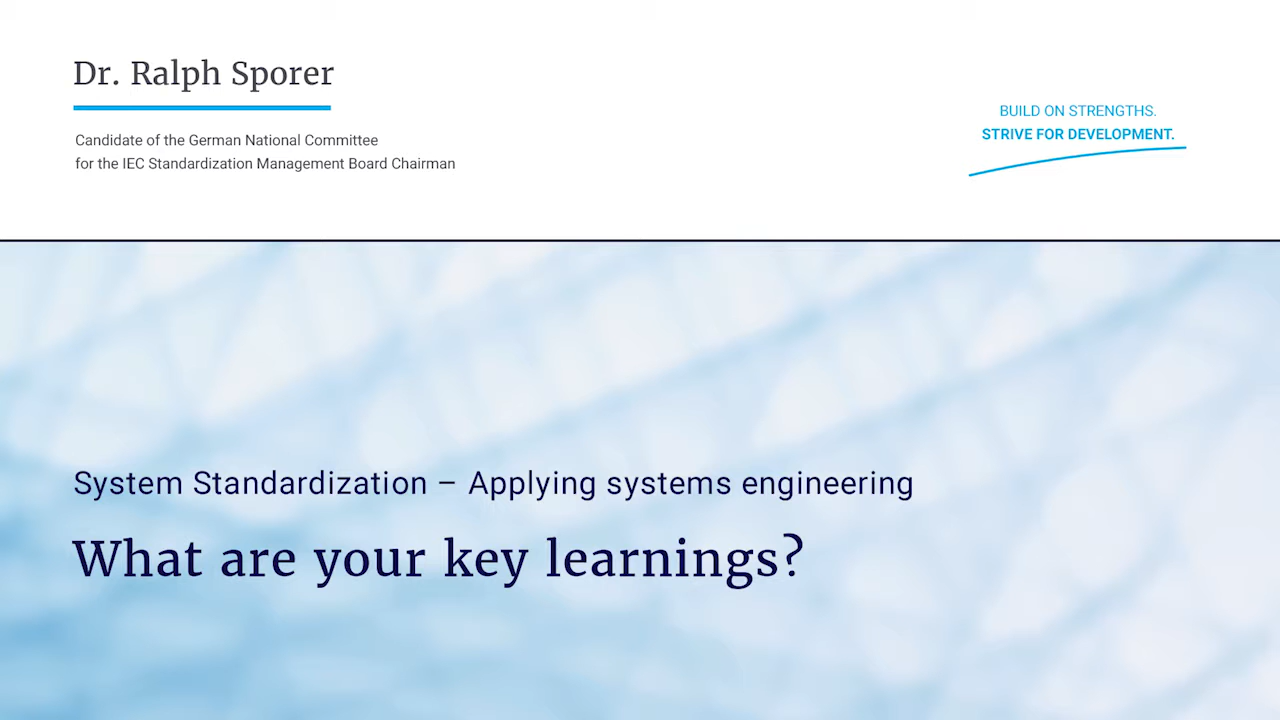 Dr. Ralph Sporer
Candidate of the German National Committee
for the IEC Standardization Management Board Chairman
BUILD ON STRENGTHS.
STRIVE FOR DEVELOPMENT.
System Standardization – Applying systems engineering
What are your key learnings?